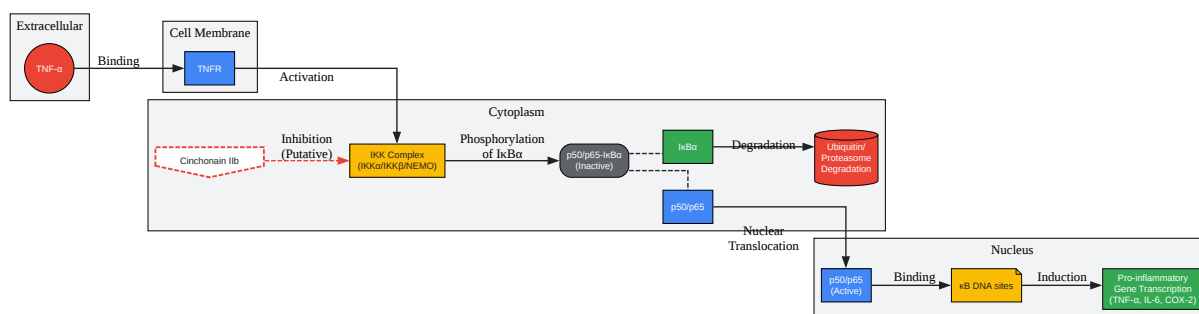 Extracellular
TNF-α
Binding
Cell Membrane
TNFR
Activation
Cytoplasm
Cinchonain IIb
Inhibition
(Putative)
IKK Complex
(IKKα/IKKβ/NEMO)
Phosphorylation
of IκBα
p50/p65-IκBα
(Inactive)
IκBα
Degradation
Ubiquitin/
Proteasome
Degradation
p50/p65
Nuclear
Translocation
Nucleus
p50/p65
(Active)
Binding
κB DNA sites
Induction
Pro-inflammatory
Gene Transcription
(TNF-α, IL-6, COX-2)